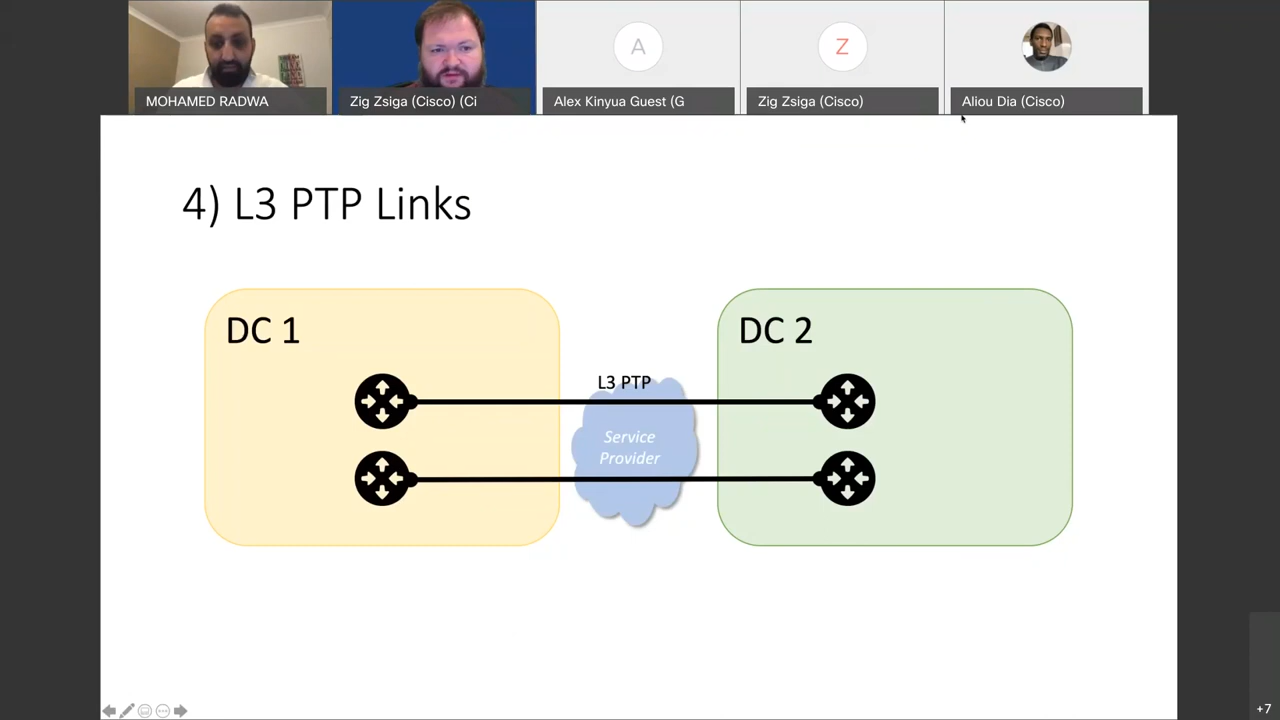 MOHAMED RADWA
Zig Zsiga (Cisco) (Ci
A
Alex Kinyua Guest (G
Z
Zig Zsiga (Cisco)
Aliou Dia (Cisco)
4) L3 PTP Links
DC 1
DC 2
L3 PTP
Service
Provider
+7